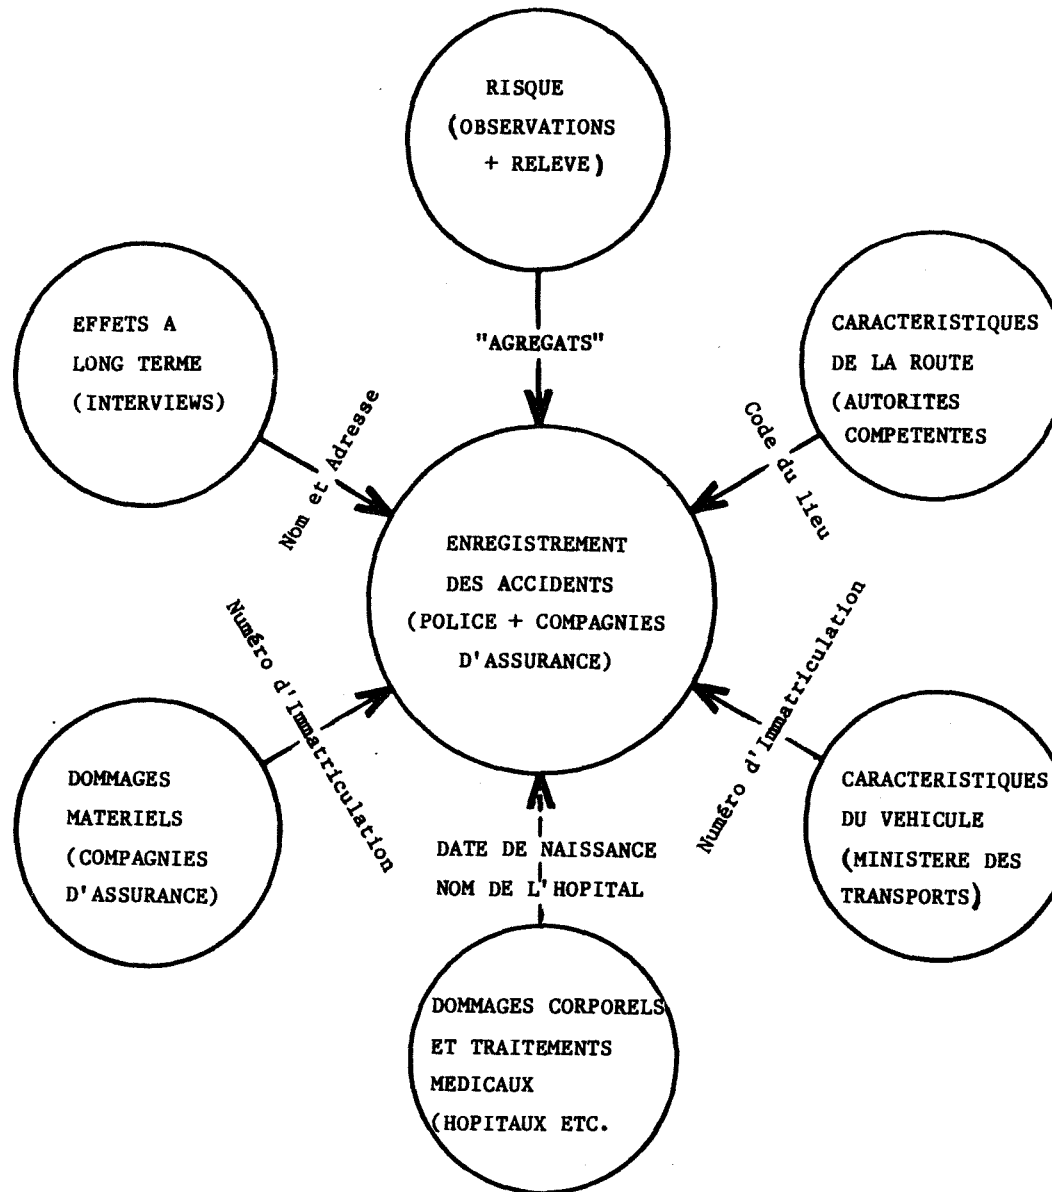 RISQUE
(OBSERVATIONS
+ RELEVE)
"AGREGATS"
EFFETS A
LONG TERME
(INTERVIEWS)
Nom et Adresse
CARACTERISTIQUES
DE LA ROUTE
(AUTORITES
COMPETENTES
Code du lieu
ENREGISTREMENT
DES ACCIDENTS
(POLICE + COMPAGNIES
D'ASSURANCE)
Numéro d'Immatriculation
DOMMAGES
MATERIELS
(COMPAGNIES
D'ASSURANCE)
Numéro d'Immatriculation
CARACTERISTIQUES
DU VEHICULE
(MINISTERE DES
TRANSPORTS)
DATE DE NAISSANCE
NOM DE L'HOPITAL
DOMMAGES CORPORELS
ET TRAITEMENTS
MEDICAUX
(HOPITAUX ETC.